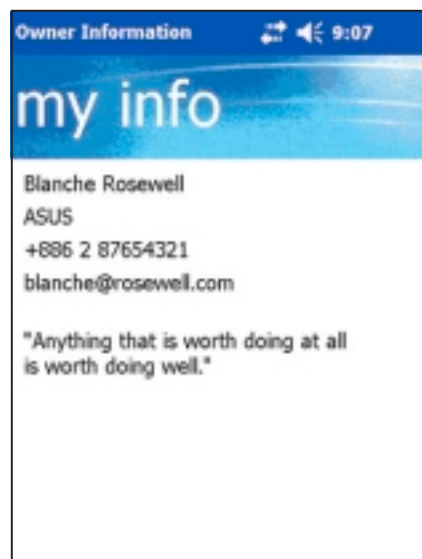 Owner Information 9:07
my info
Blanche Rosewell
ASUS
+886 2 87654321
blanche@rosewell.com
"Anything that is worth doing at all
is worth doing well."